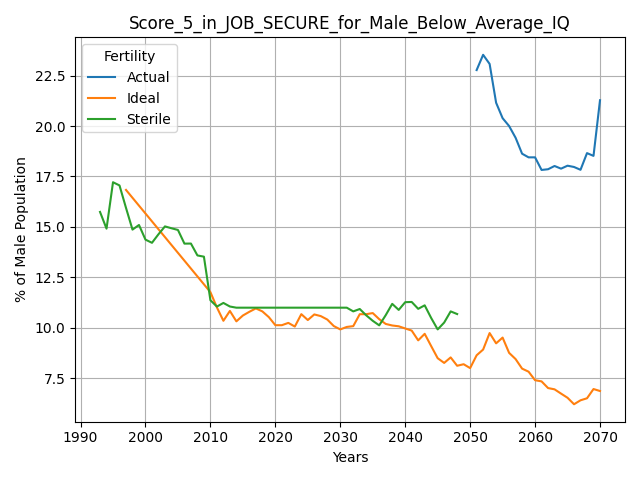 Score_5_in_JOB_SECURE_for_Male_Below_Average_IQ
Fertility
Actual
Ideal
Sterile
% of Male Population
22.5
20.0
17.5
15.0
12.5
10.0
7.5
1990 2000 2010 2020 2030 2040 2050 2060 2070
Years